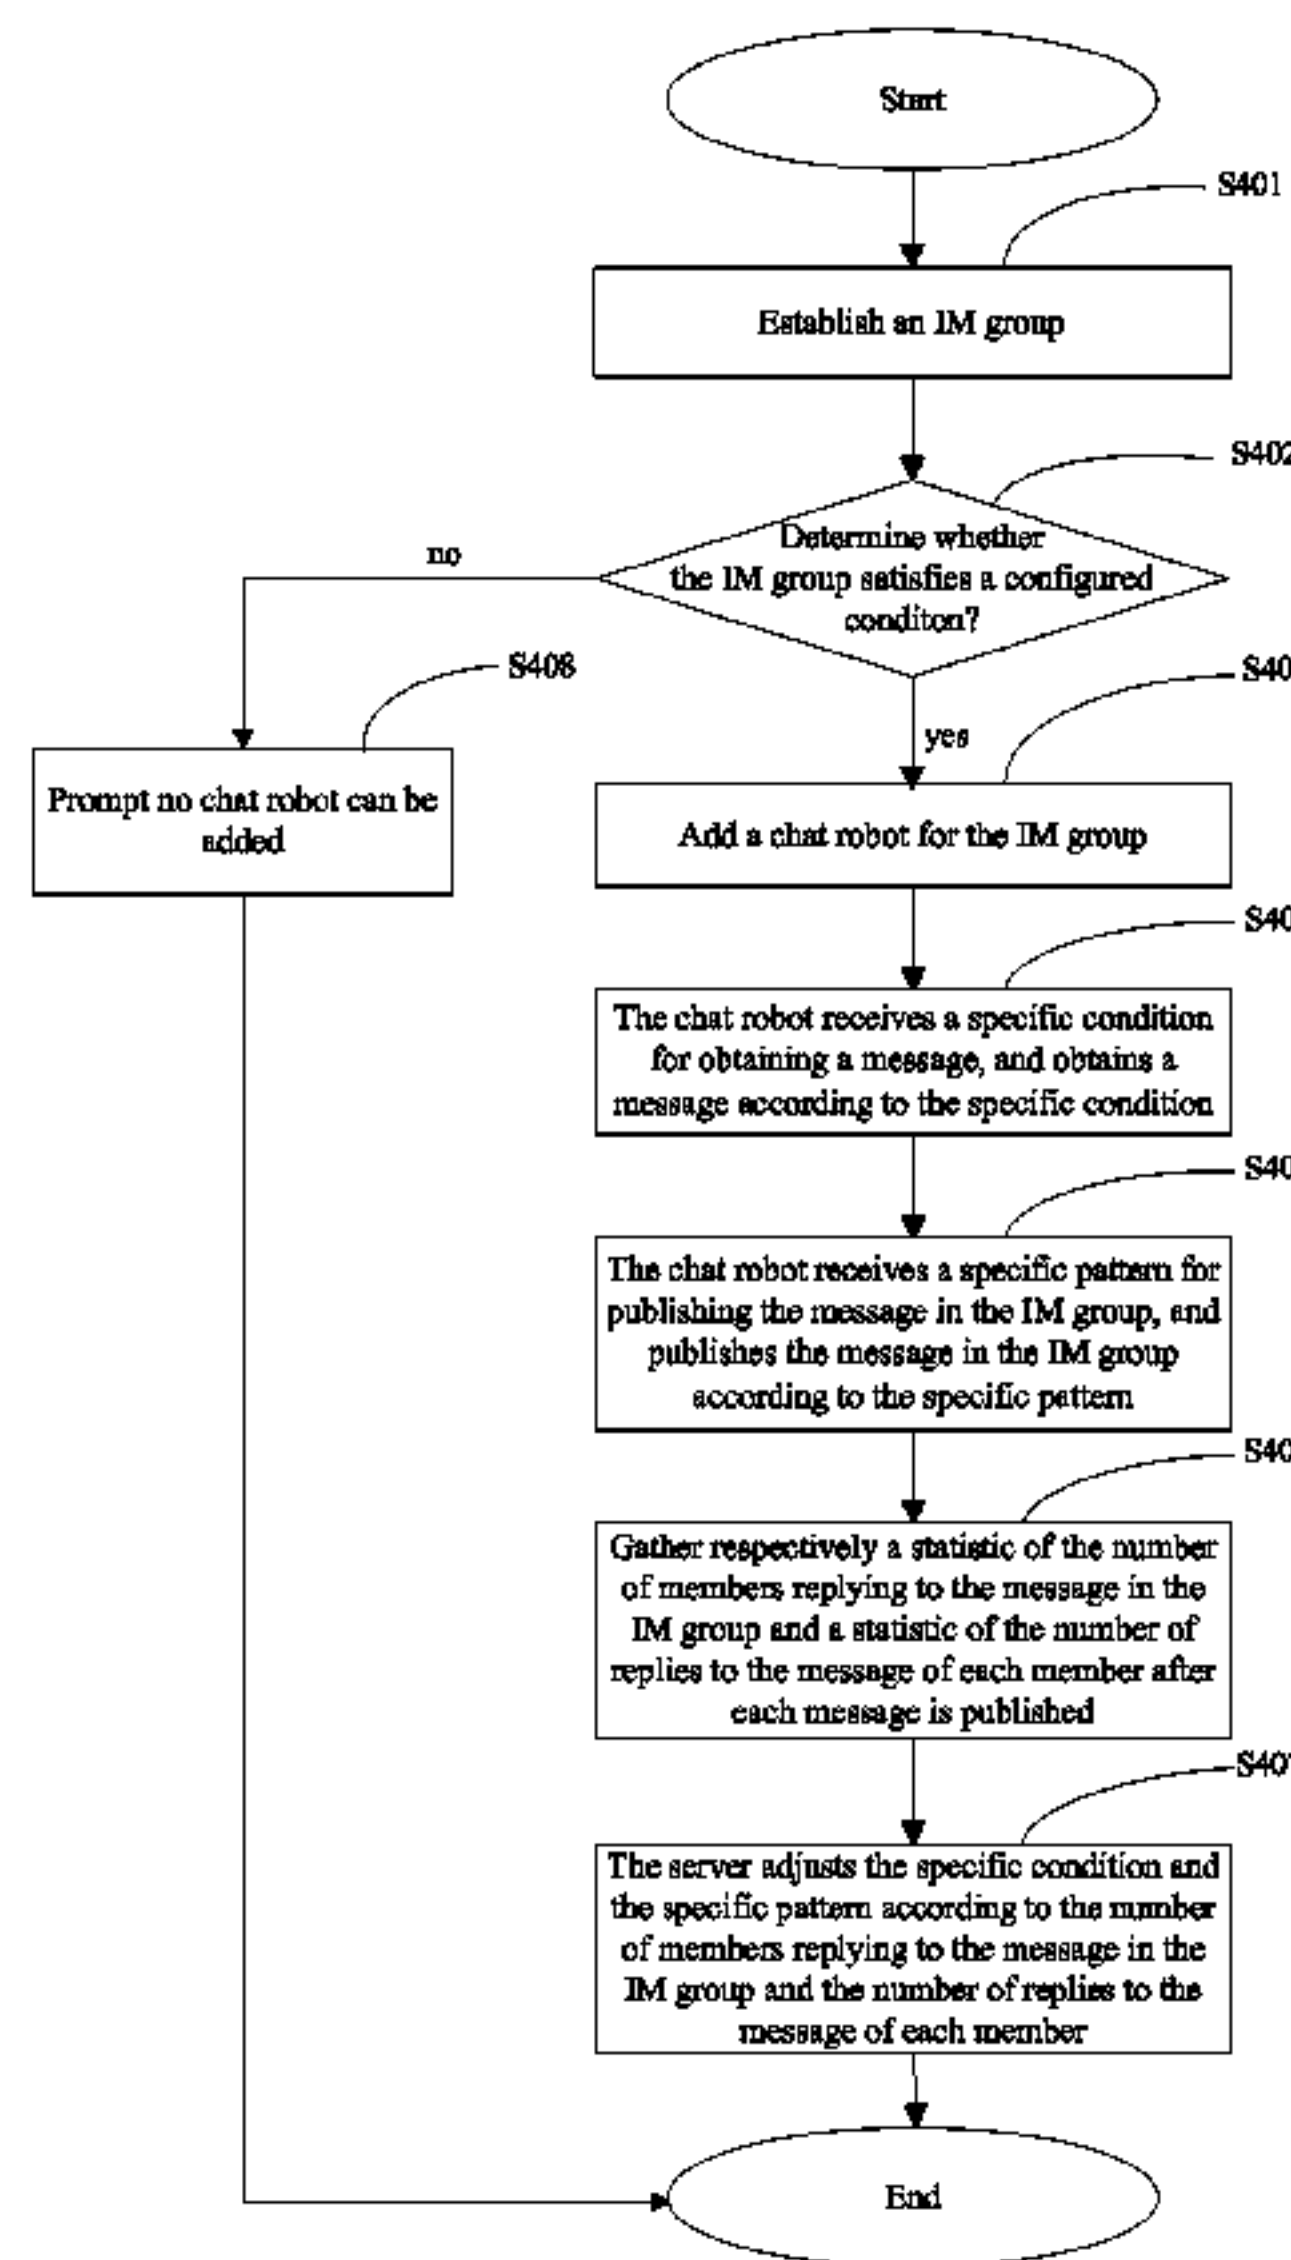 Start
S401
Establish an IM group
S402
Determine whether
the IM group satisfies a configured
conditon?
no
yes
S408
Prompt no chat robot can be
added
S40
Add a chat robot for the IM group
S40
The chat robot receives a specific condition
for obtaining a message, and obtains a
message according to the specific condition
S40
The chat robot receives a specific pattern for
publishing the message in the IM group, and
publishes the message in the IM group
according to the specific pattern
S40
Gather respectively a statistic of the number
of members replying to the message in the
IM group and a statistic of the number of
replies to the message of each member after
each message is published
S407
The server adjusts the specific condition and
the specific pattern according to the number
of members replying to the message in the
IM group and the number of replies to the
message of each member
End